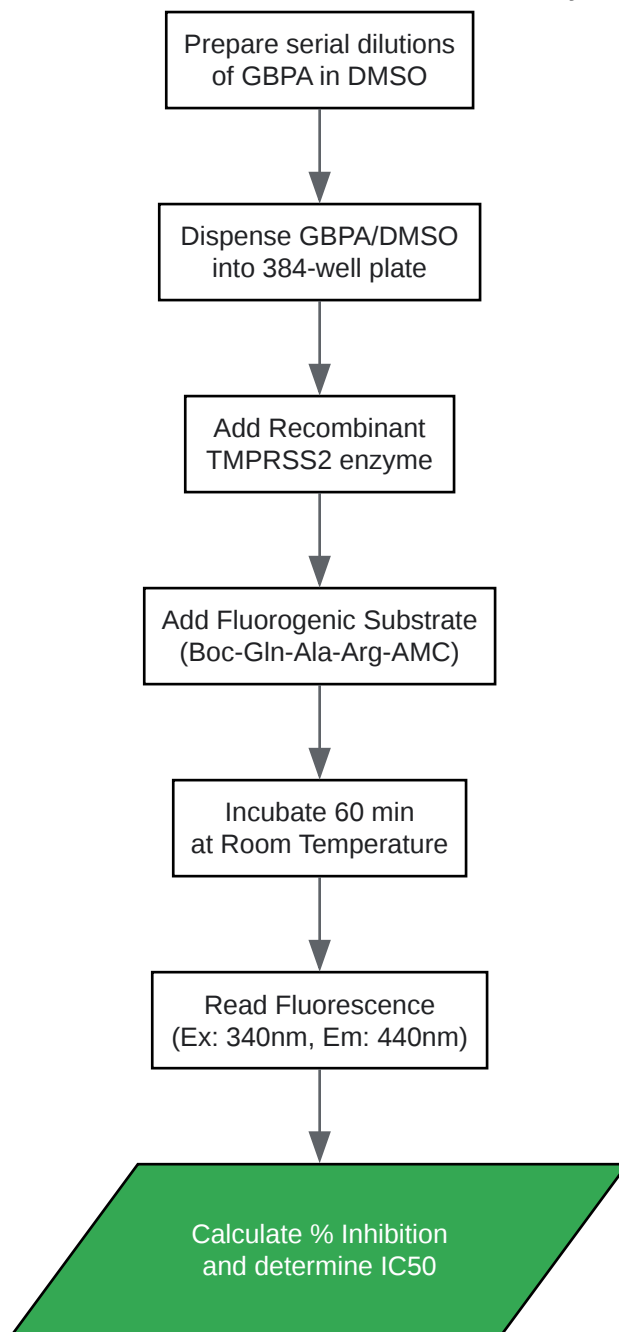 Prepare serial dilutions
of GBPA in DMSO
Dispense GBPA/DMSO
into 384-well plate
Add Recombinant
TMPRSS2 enzyme
Add Fluorogenic Substrate
(Boc-Gln-Ala-Arg-AMC)
Incubate 60 min
at Room Temperature
Read Fluorescence
(Ex: 340nm, Em: 440nm)
Calculate % Inhibition
and determine IC50